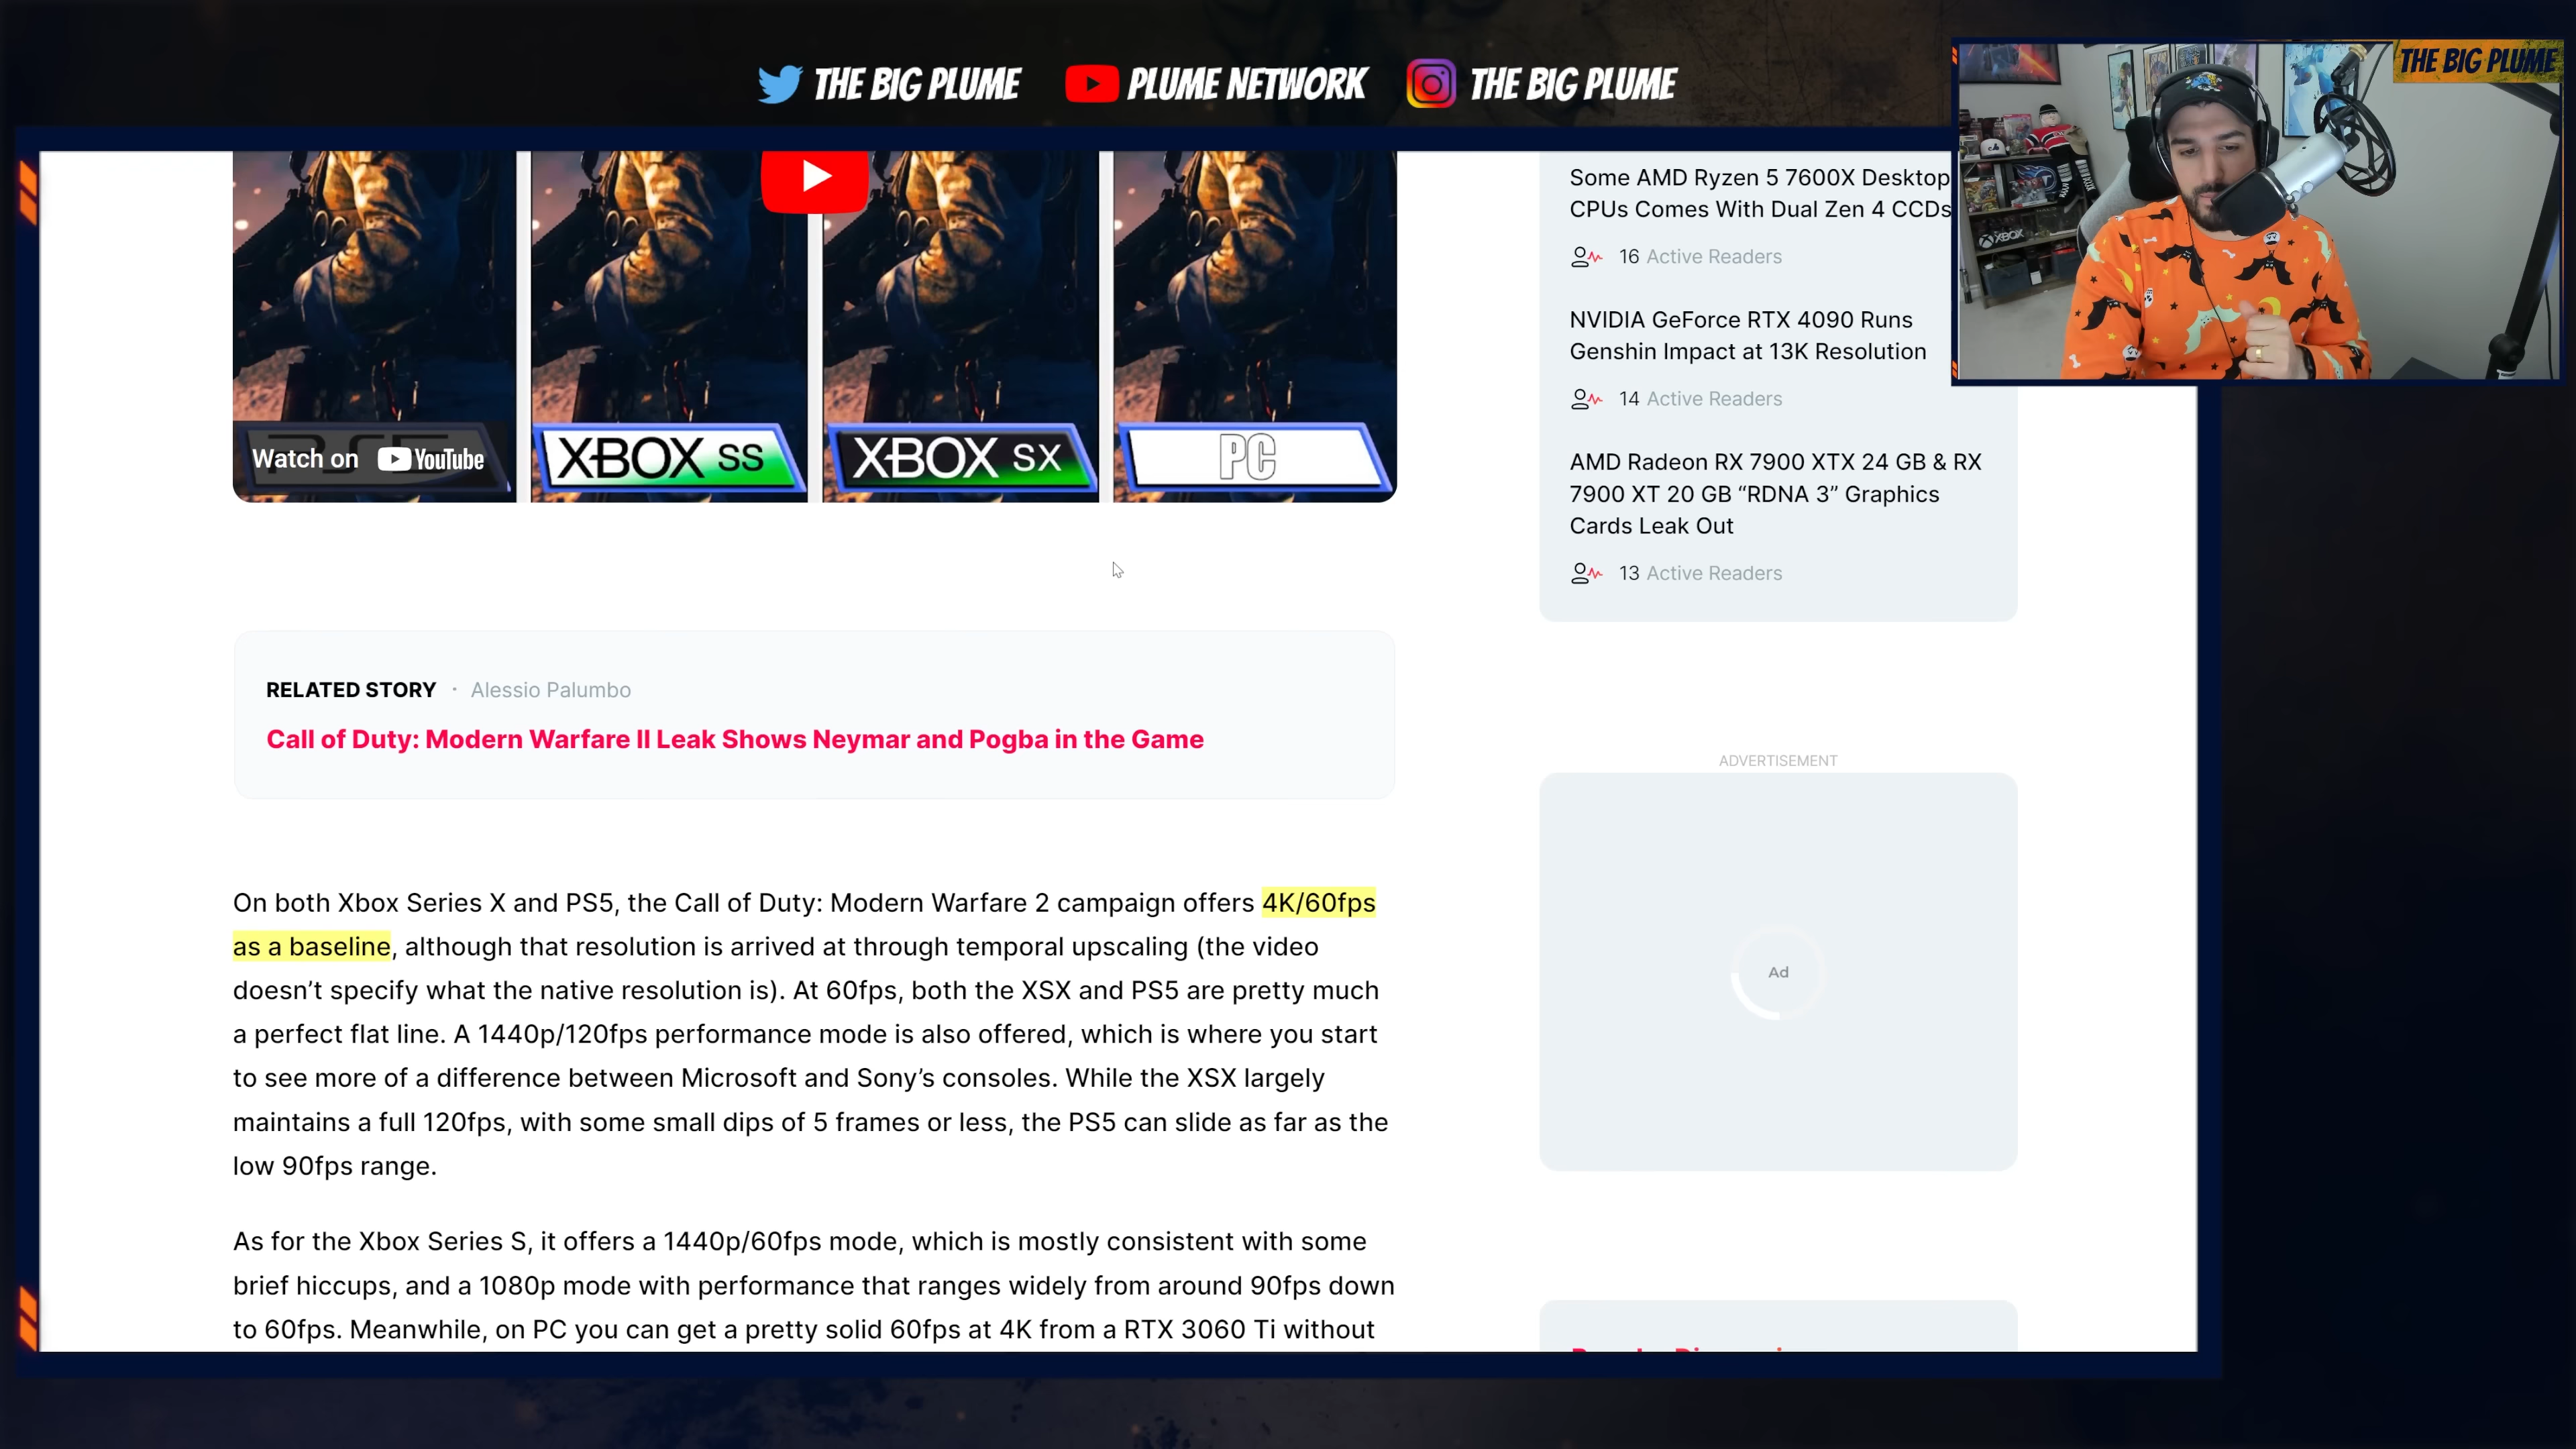 THE BIG PLUME
PLUME NETWORK
THE BIG PLUME
THE BIG PLUME
XBOX
Watch on YouTube
XBOX SS
XBOX SX
PC
RELATED STORY · Alessio Palumbo
Call of Duty: Modern Warfare II Leak Shows Neymar and Pogba in the Game
On both Xbox Series X and PS5, the Call of Duty: Modern Warfare 2 campaign offers 4K/60fps
as a baseline, although that resolution is arrived at through temporal upscaling (the video
doesn’t specify what the native resolution is). At 60fps, both the XSX and PS5 are pretty much
a perfect flat line. A 1440p/120fps performance mode is also offered, which is where you start
to see more of a difference between Microsoft and Sony’s consoles. While the XSX largely
maintains a full 120fps, with some small dips of 5 frames or less, the PS5 can slide as far as the
low 90fps range.
As for the Xbox Series S, it offers a 1440p/60fps mode, which is mostly consistent with some
brief hiccups, and a 1080p mode with performance that ranges widely from around 90fps down
to 60fps. Meanwhile, on PC you can get a pretty solid 60fps at 4K from a RTX 3060 Ti without
Some AMD Ryzen 5 7600X Desktop
CPUs Comes With Dual Zen 4 CCDs
16 Active Readers
NVIDIA GeForce RTX 4090 Runs
Genshin Impact at 13K Resolution
14 Active Readers
AMD Radeon RX 7900 XTX 24 GB & RX
7900 XT 20 GB “RDNA 3” Graphics
Cards Leak Out
13 Active Readers
ADVERTISEMENT
Ad